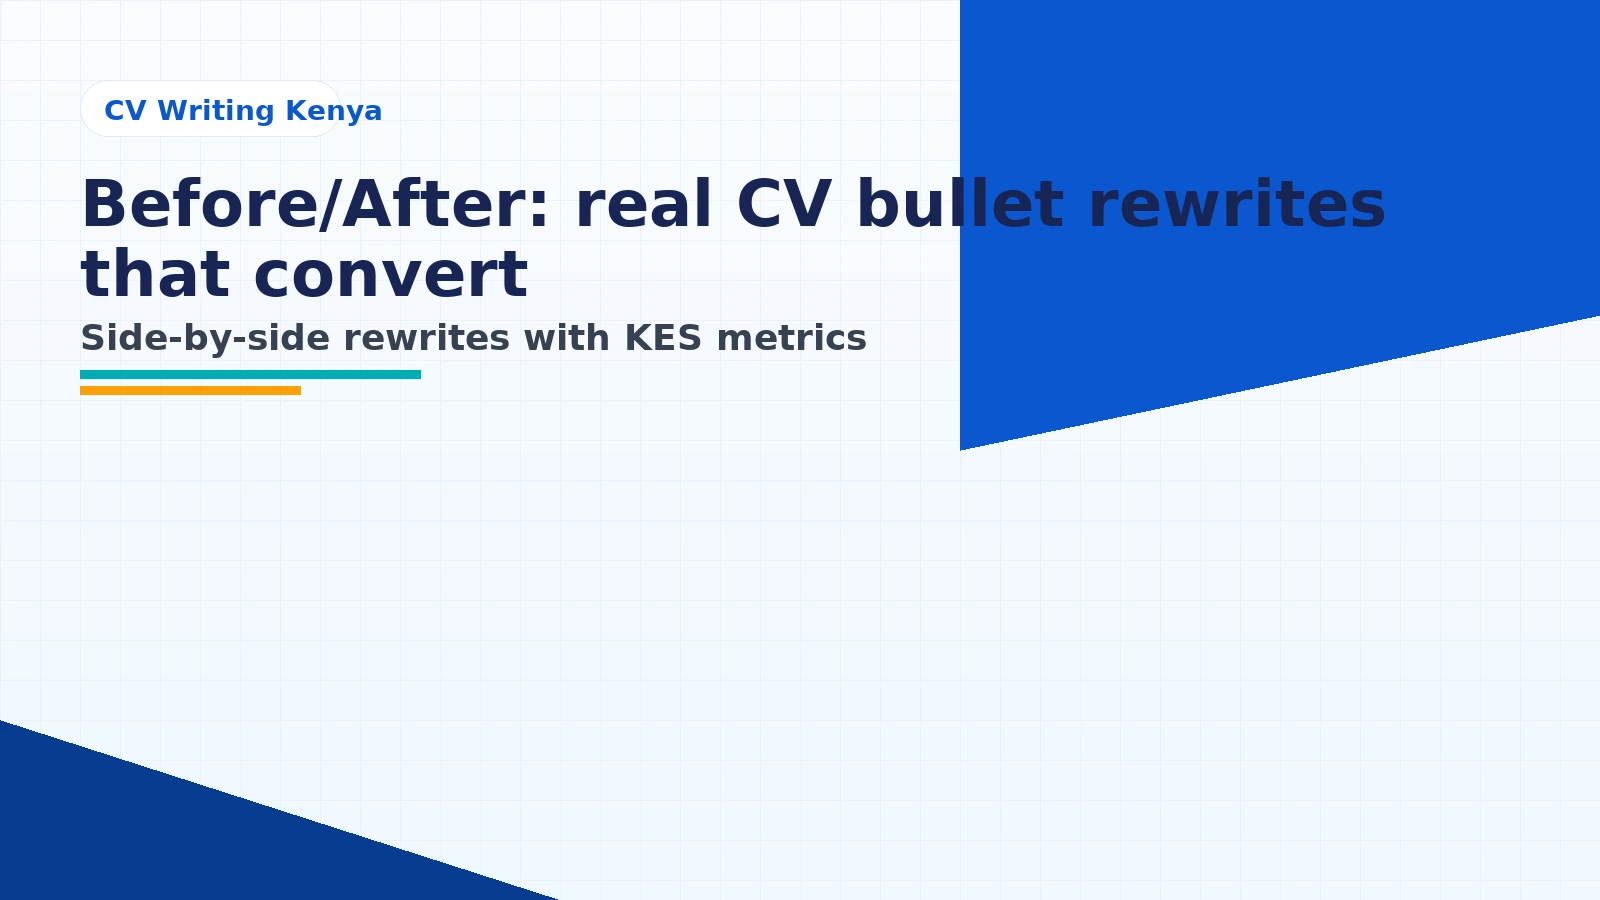 CV Writing Kenya
Before/After: real CV bullet rewrites
that convert
Side-by-side rewrites with KES metrics